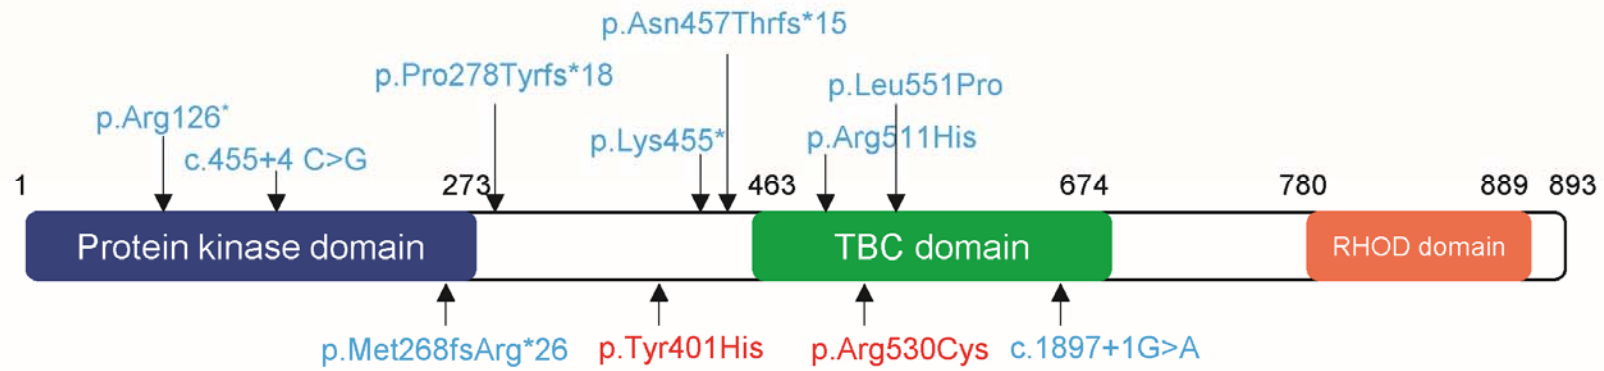 p.Asn457Thrfs*15
p.Pro278Tyrfs*18
p.Leu551Pro
p.Arg126*
p.Lys455*
p.Arg511His
c.455+4 C>G
1
273
463
674
780
889
893
Protein kinase domain
TBC domain
RHOD domain
p.Met268fsArg*26
p.Tyr401His
p.Arg530Cys
c.1897+1G>A